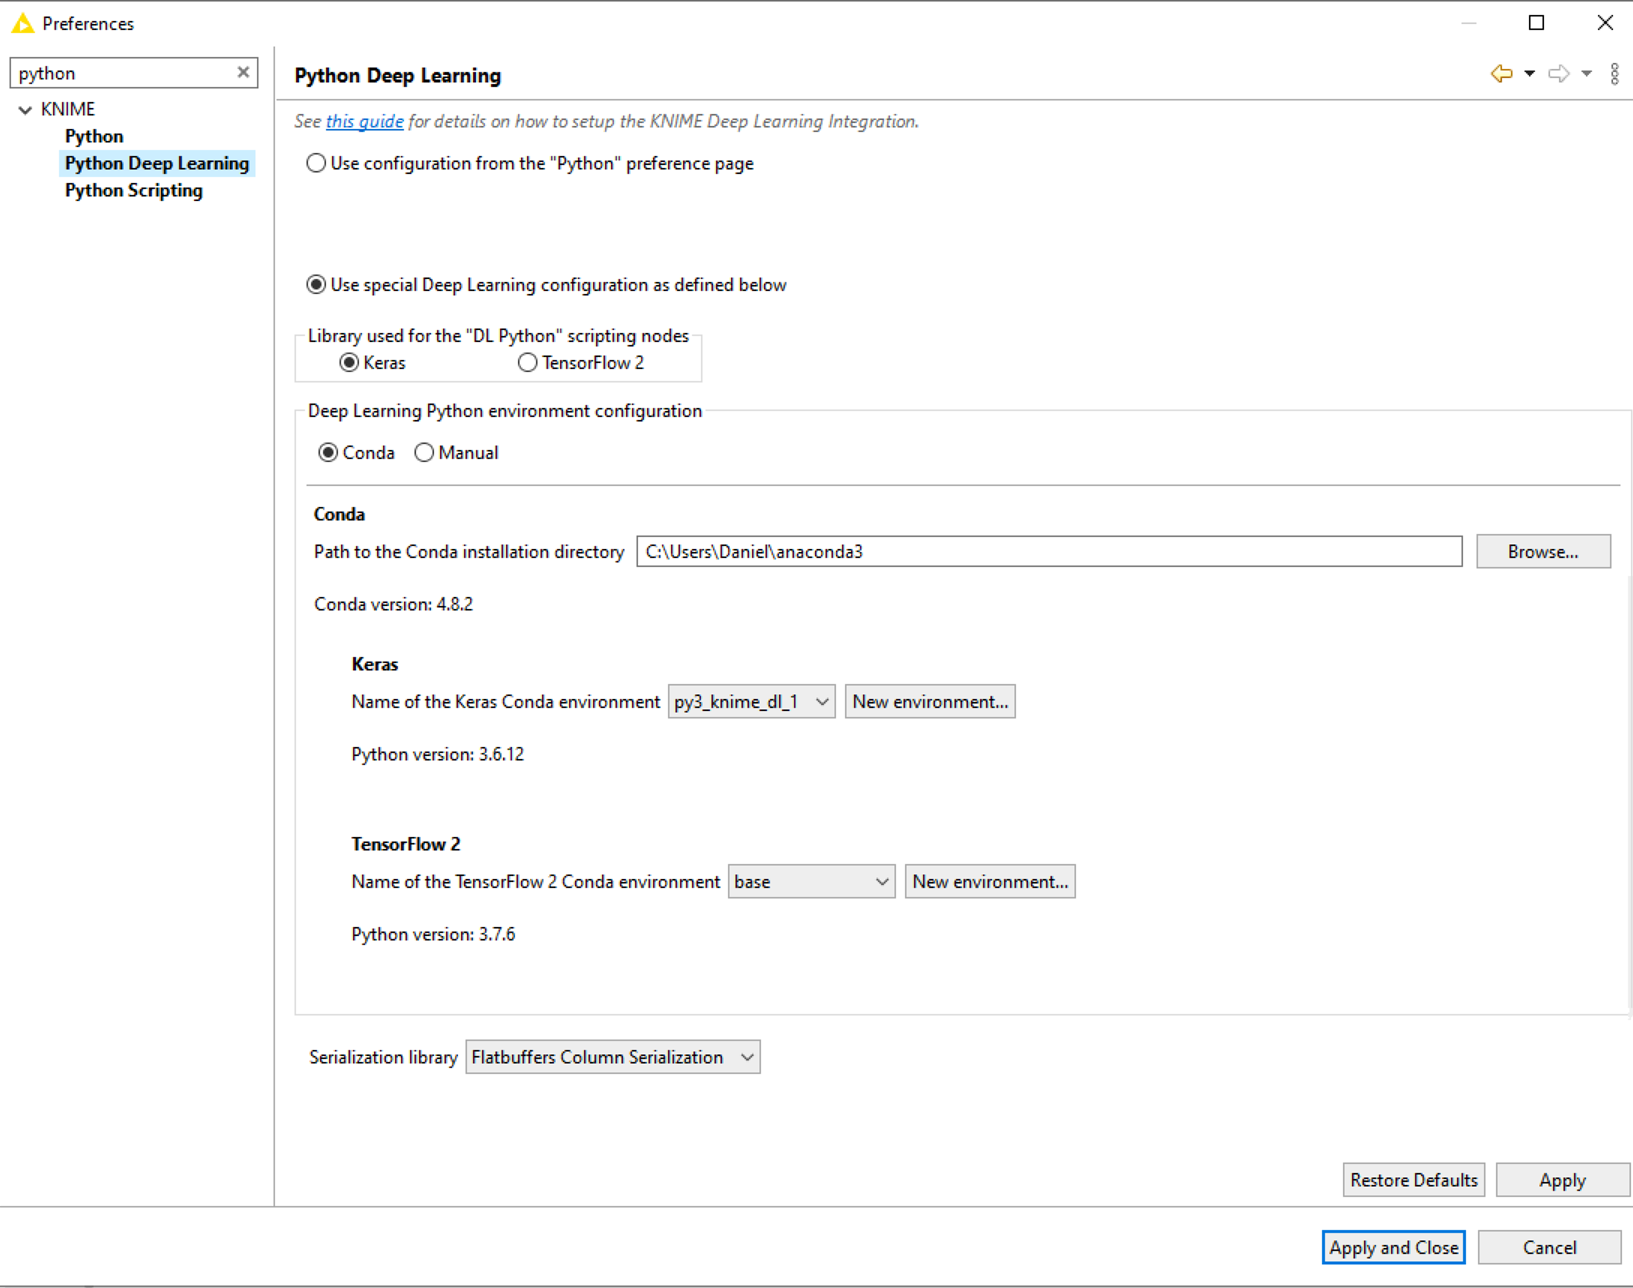 Preferences
python
KNIME
Python
Python Deep Learning
Python Scripting
Python Deep Learning
See this guide for details on how to setup the KNIME Deep Learning Integration.
Use configuration from the "Python" preference page
Use special Deep Learning configuration as defined below
Library used for the "DL Python" scripting nodes
Keras TensorFlow 2
Deep Learning Python environment configuration
Conda Manual
Conda
Path to the Conda installation directory C:\Users\Daniel\anaconda3 Browse...
Conda version: 4.8.2
Keras
Name of the Keras Conda environment py3_knime_dl_1 New environment...
Python version: 3.6.12
TensorFlow 2
Name of the TensorFlow 2 Conda environment base New environment...
Python version: 3.7.6
Serialization library Flatbuffers Column Serialization
Restore Defaults Apply
Apply and Close Cancel